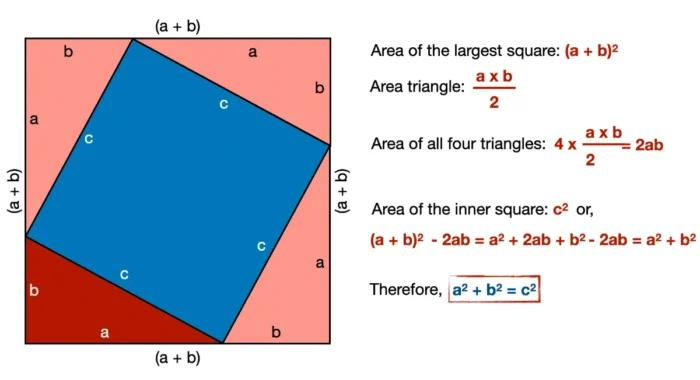 (a + b)
b
a
b
a
c
c
(a + b)
(a + b)
c
a
c
b
a
b
(a + b)
Area of the largest square: (a + b)²
Area triangle: a x b
2
Area of all four triangles: 4 x a x b = 2ab
2
Area of the inner square: c² or,
(a + b)² - 2ab = a² + 2ab + b² - 2ab = a² + b²
Therefore, a² + b² = c²